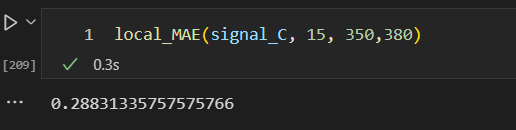 1 local_MAE(signal_C, 15, 350,380)
[209] ✓ 0.3s
... 0.28831335757575766